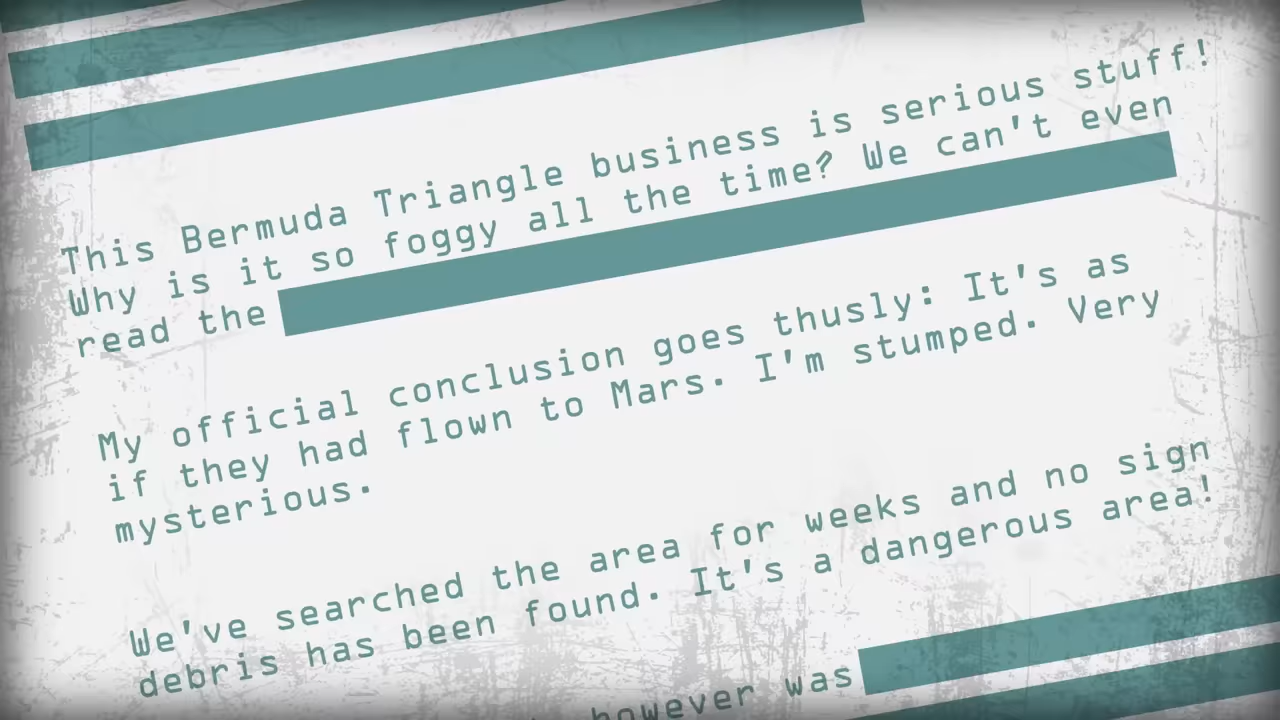 This Bermuda Triangle business is serious stuff!
Why is it so foggy all the time? We can't even
read the
My official conclusion goes thusly: It's as
if they had flown to Mars. I'm stumped. Very
mysterious.
We've searched the area for weeks and no sign
debris has been found. It's a dangerous area!
however was